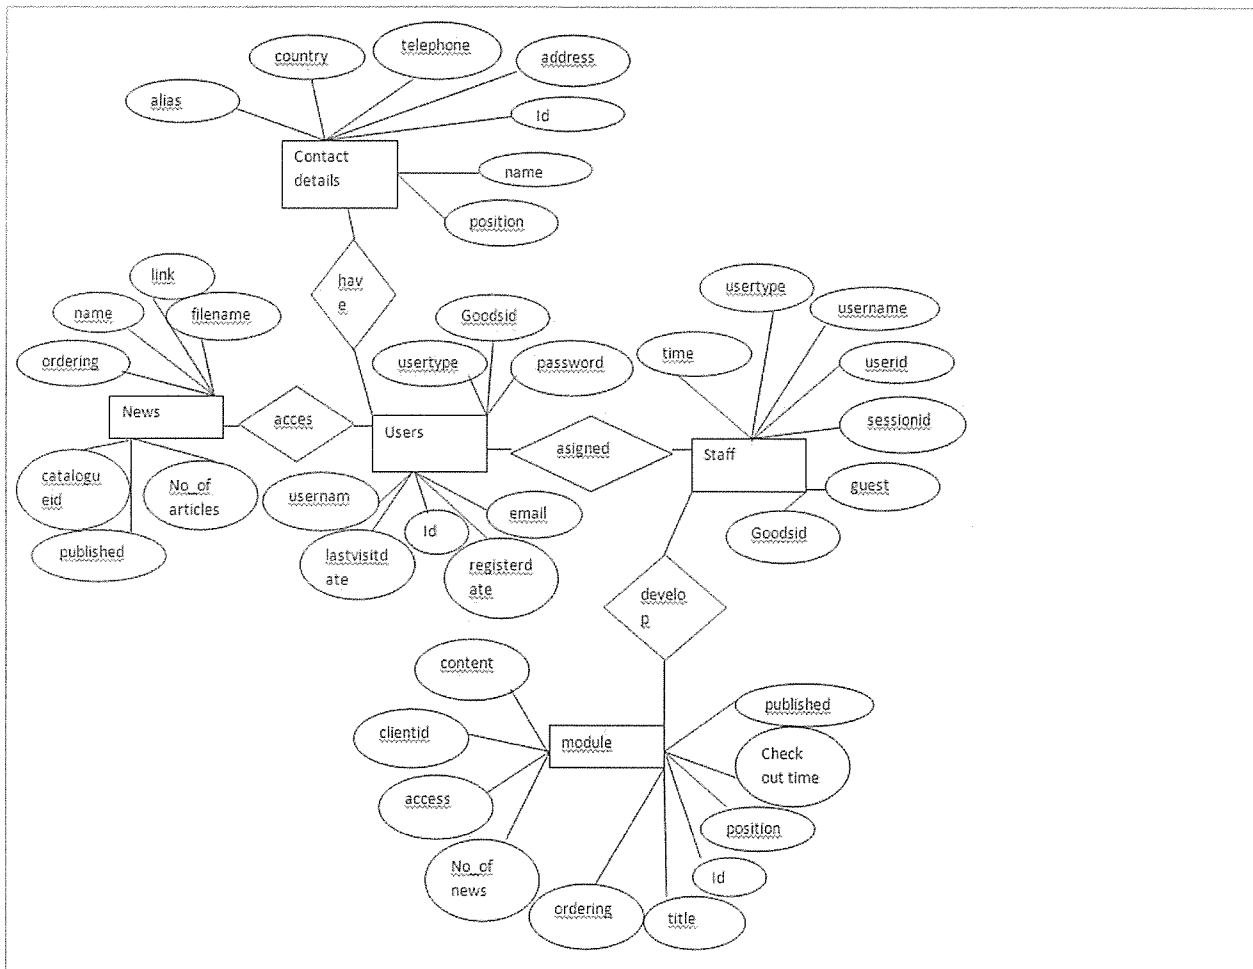 telephone
country
address
alias
Id
Contact
details
name
position
link
hav
e
usertype
username
name
filename
Goodsid
ordering
usertype
password
time
userid
News
acces
Users
sessionid
asigned
Staff
catalogu
eid
No_of
articles
usernam
email
guest
published
lastvisitd
ate
Id
registerd
ate
Goodsid
develo
p
content
published
clientid
module
Check
out time
access
position
No_of
news
Id
ordering
title